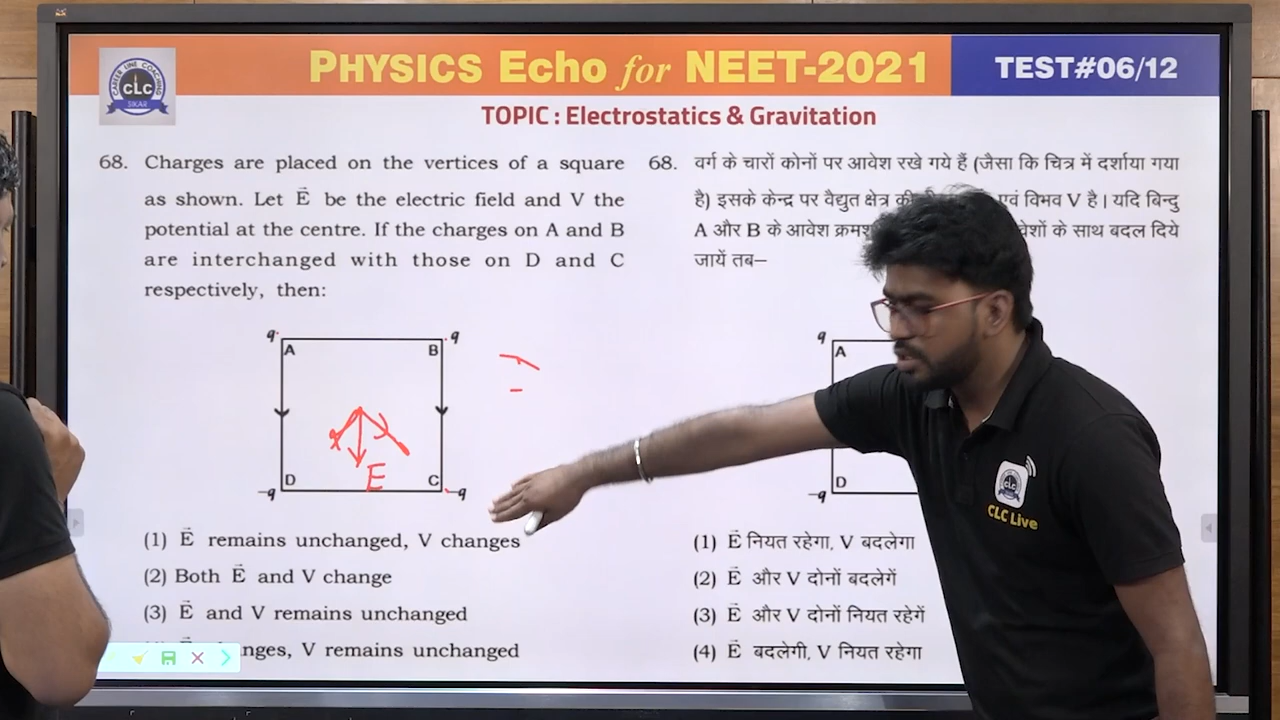 PHYSICS Echo for NEET-2021
TEST#06/12
CAREER LINE COACHING
CLC
SIKAR
TOPIC : Electrostatics & Gravitation
68. Charges are placed on the vertices of a square
as shown. Let E⃗ be the electric field and V the
potential at the centre. If the charges on A and B
are interchanged with those on D and C
respectively, then:
q q
A B
E
D C
-q -q
(1) E⃗ remains unchanged, V changes
(2) Both E⃗ and V change
(3) E⃗ and V remains unchanged
V remains unchanged
68. वर्ग के चारों कोनों पर आवेश रखे गये हैं (जैसा कि चित्र में दर्शाया गया
है) इसके केन्द्र पर वैद्युत क्षेत्र एवं विभव V है। यदि बिन्दु
A और B के आवेश के साथ बदल दिये
जायें तब–
q
A
D
-q
(1) E⃗ नियत रहेगा, V बदलेगा
(2) E⃗ और V दोनों बदलेगें
(3) E⃗ और V दोनों नियत रहेगें
(4) E⃗ बदलेगी, V नियत रहेगा
CLC
CLC Live